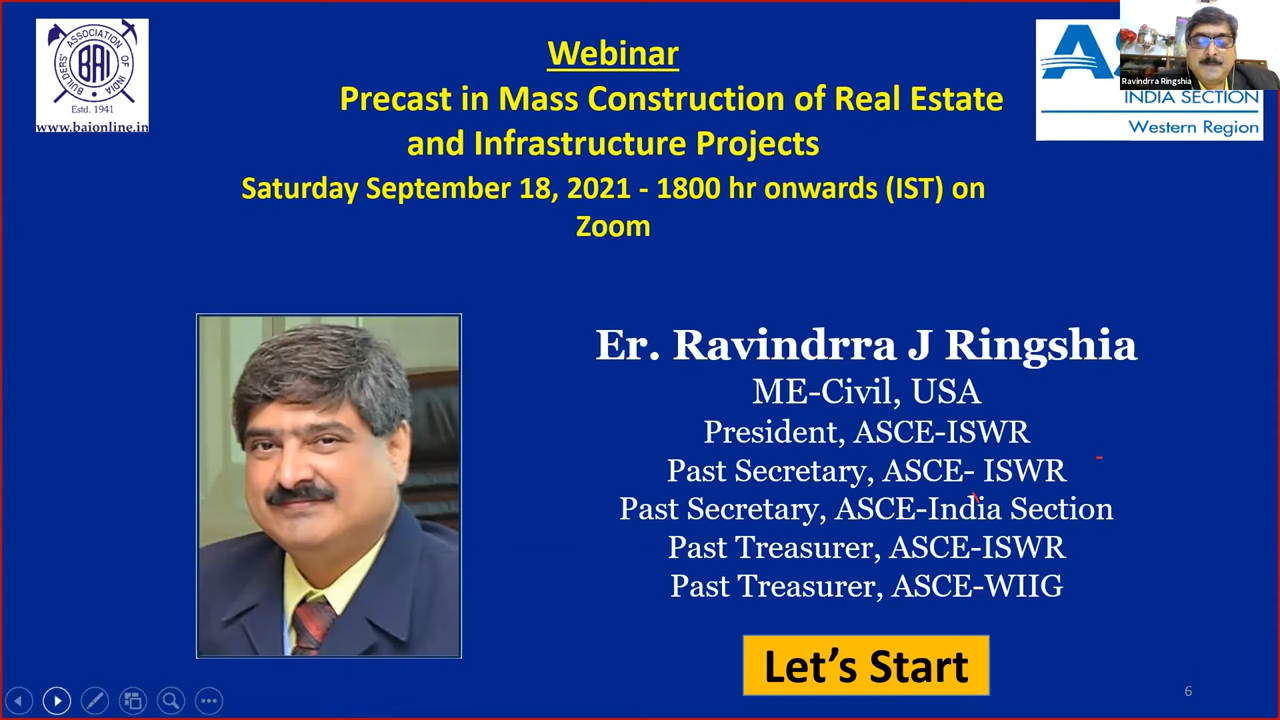 BUILDERS ASSOCIATION OF INDIA
BAI
Estd. 1941
www.baionline.in
Webinar
Precast in Mass Construction of Real Estate
and Infrastructure Projects
Saturday September 18, 2021 - 1800 hr onwards (IST) on
Zoom
Ravindrra Ringshia
INDIA SECTION
Western Region
Er. Ravindrra J Ringshia
ME-Civil, USA
President, ASCE-ISWR
Past Secretary, ASCE- ISWR
Past Secretary, ASCE-India Section
Past Treasurer, ASCE-ISWR
Past Treasurer, ASCE-WIIG
Let’s Start
6